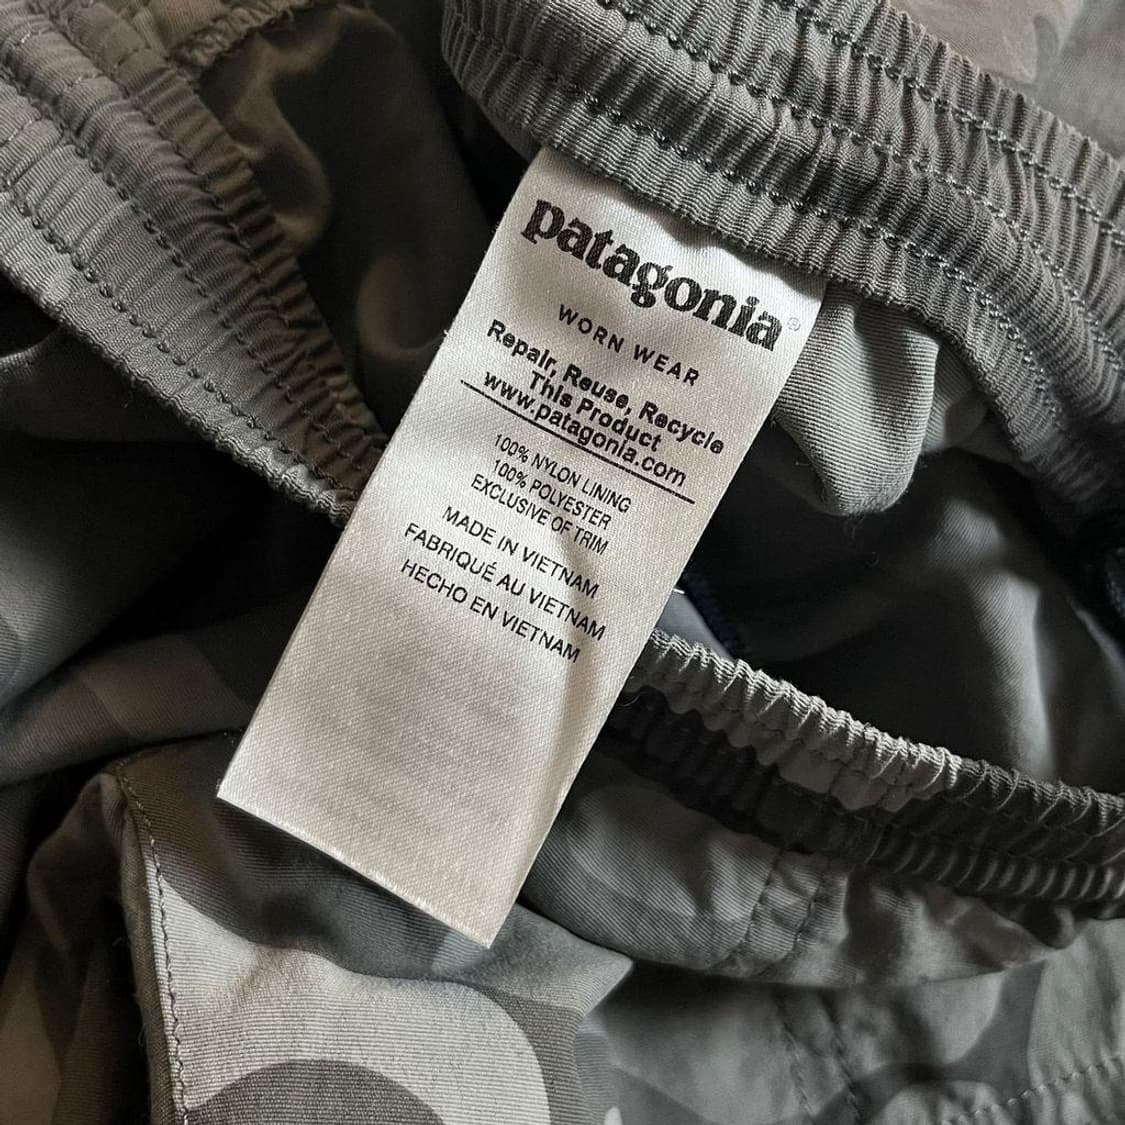 patagonia®
WORN WEAR
Repair, Reuse, Recycle
This Product
www.patagonia.com
100% NYLON LINING
100% POLYESTER
EXCLUSIVE OF TRIM
MADE IN VIETNAM
FABRIQUÉ AU VIETNAM
HECHO EN VIETNAM